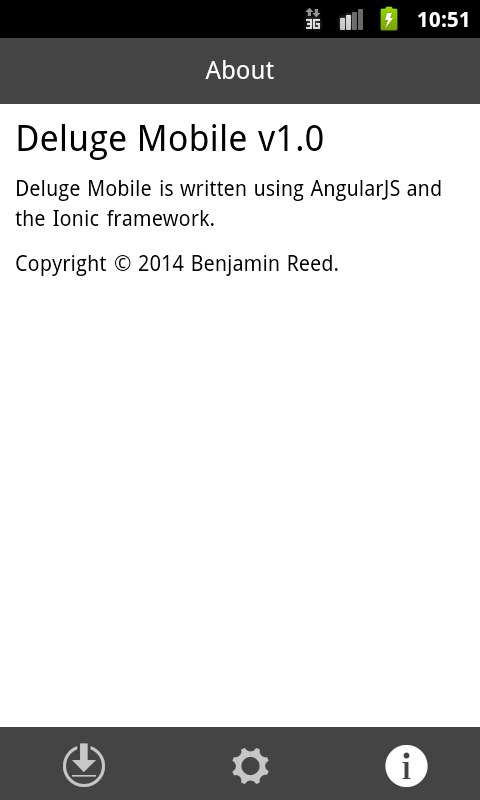 3G 10:51
About
Deluge Mobile v1.0
Deluge Mobile is written using AngularJS and
the Ionic framework.
Copyright © 2014 Benjamin Reed.
i